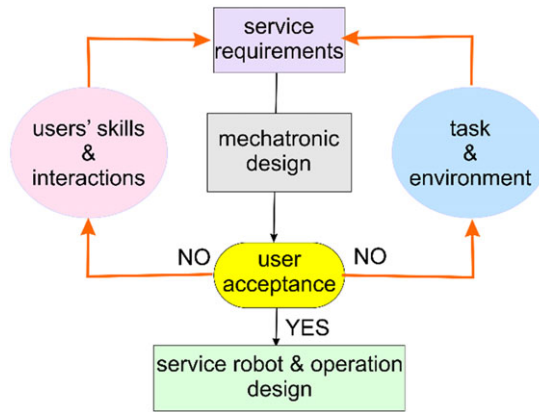 service
requirements
users' skills
&
interactions
mechatronic
design
task
&
environment
NO
user
acceptance
NO
YES
service robot & operation
design